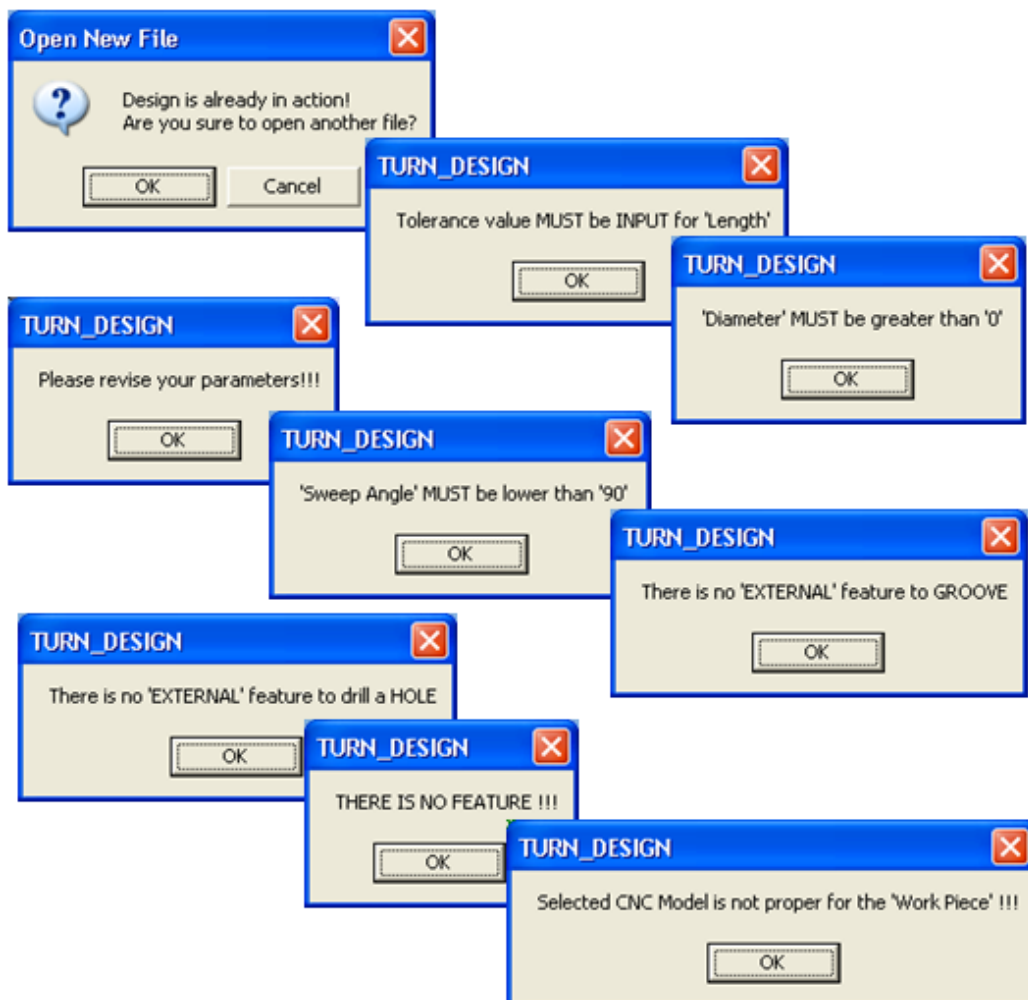 Open New File
Design is already in action!
Are you sure to open another file?
OK
Cancel
TURN_DESIGN
Tolerance value MUST be INPUT for 'Length'
OK
TURN_DESIGN
'Diameter' MUST be greater than '0'
OK
TURN_DESIGN
Please revise your parameters!!!
OK
TURN_DESIGN
'Sweep Angle' MUST be lower than '90'
OK
TURN_DESIGN
There is no 'EXTERNAL' feature to GROOVE
OK
TURN_DESIGN
There is no 'EXTERNAL' feature to drill a HOLE
OK
TURN_DESIGN
THERE IS NO FEATURE !!!
OK
TURN_DESIGN
Selected CNC Model is not proper for the 'Work Piece' !!!
OK